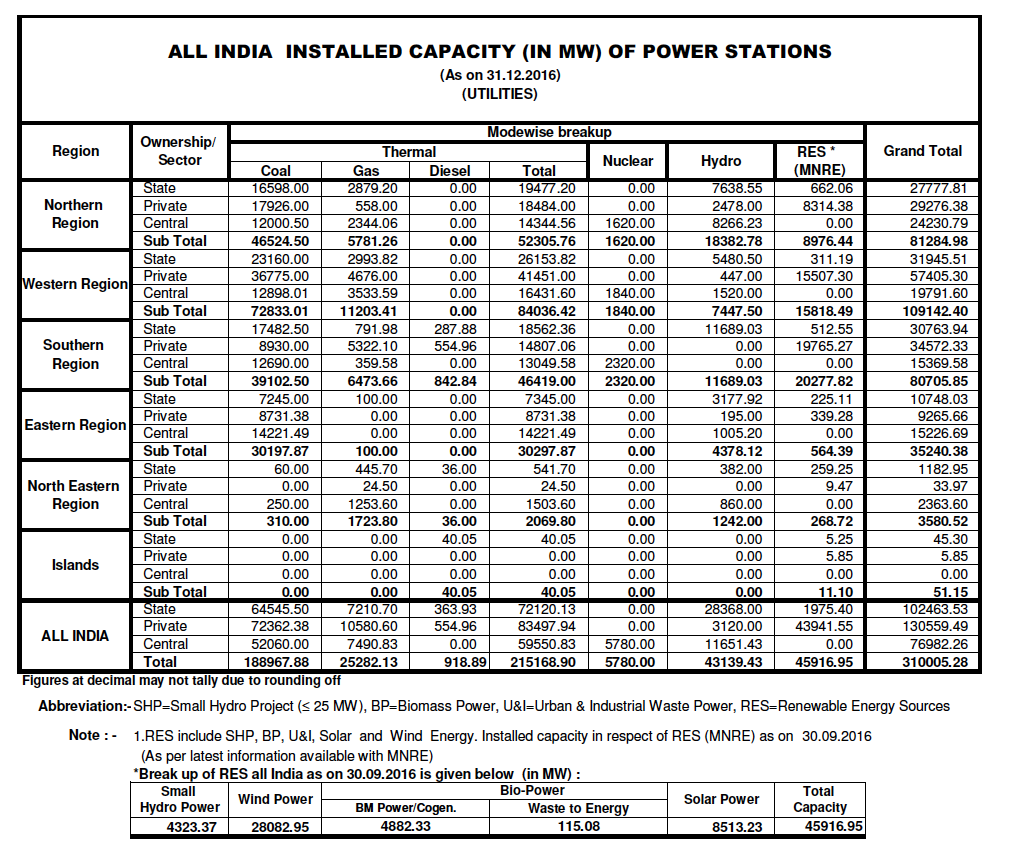 ALL INDIA INSTALLED CAPACITY (IN MW) OF POWER STATIONS
(As on 31.12.2016)
(UTILITIES)
Region Ownership/ Sector Modewise breakup Grand Total
Thermal Nuclear Hydro RES * (MNRE)
Coal Gas Diesel Total
Northern Region
State 16598.00 2879.20 0.00 19477.20 0.00 7638.55 662.06 27777.81
Private 17926.00 558.00 0.00 18484.00 0.00 2478.00 8314.38 29276.38
Central 12000.50 2344.06 0.00 14344.56 1620.00 8266.23 0.00 24230.79
Sub Total 46524.50 5781.26 0.00 52305.76 1620.00 18382.78 8976.44 81284.98
Western Region
State 23160.00 2993.82 0.00 26153.82 0.00 5480.50 311.19 31945.51
Private 36775.00 4676.00 0.00 41451.00 0.00 447.00 15507.30 57405.30
Central 12898.01 3533.59 0.00 16431.60 1840.00 1520.00 0.00 19791.60
Sub Total 72833.01 11203.41 0.00 84036.42 1840.00 7447.50 15818.49 109142.40
Southern Region
State 17482.50 791.98 287.88 18562.36 0.00 11689.03 512.55 30763.94
Private 8930.00 5322.10 554.96 14807.06 0.00 0.00 19765.27 34572.33
Central 12690.00 359.58 0.00 13049.58 2320.00 0.00 0.00 15369.58
Sub Total 39102.50 6473.66 842.84 46419.00 2320.00 11689.03 20277.82 80705.85
Eastern Region
State 7245.00 100.00 0.00 7345.00 0.00 3177.92 225.11 10748.03
Private 8731.38 0.00 0.00 8731.38 0.00 195.00 339.28 9265.66
Central 14221.49 0.00 0.00 14221.49 0.00 1005.20 0.00 15226.69
Sub Total 30197.87 100.00 0.00 30297.87 0.00 4378.12 564.39 35240.38
North Eastern Region
State 60.00 445.70 36.00 541.70 0.00 382.00 259.25 1182.95
Private 0.00 24.50 0.00 24.50 0.00 0.00 9.47 33.97
Central 250.00 1253.60 0.00 1503.60 0.00 860.00 0.00 2363.60
Sub Total 310.00 1723.80 36.00 2069.80 0.00 1242.00 268.72 3580.52
Islands
State 0.00 0.00 40.05 40.05 0.00 0.00 5.25 45.30
Private 0.00 0.00 0.00 0.00 0.00 0.00 5.85 5.85
Central 0.00 0.00 0.00 0.00 0.00 0.00 0.00 0.00
Sub Total 0.00 0.00 40.05 40.05 0.00 0.00 11.10 51.15
ALL INDIA
State 64545.50 7210.70 363.93 72120.13 0.00 28368.00 1975.40 102463.53
Private 72362.38 10580.60 554.96 83497.94 0.00 3120.00 43941.55 130559.49
Central 52060.00 7490.83 0.00 59550.83 5780.00 11651.43 0.00 76982.26
Total 188967.88 25282.13 918.89 215168.90 5780.00 43139.43 45916.95 310005.28
Figures at decimal may not tally due to rounding off
Abbreviation:- SHP=Small Hydro Project (≤ 25 MW), BP=Biomass Power, U&I=Urban & Industrial Waste Power, RES=Renewable Energy Sources
Note : - 1.RES include SHP, BP, U&I, Solar and Wind Energy. Installed capacity in respect of RES (MNRE) as on 30.09.2016
(As per latest information available with MNRE)
*Break up of RES all India as on 30.09.2016 is given below (in MW) :
Small Hydro Power Wind Power Bio-Power Solar Power Total Capacity
BM Power/Cogen. Waste to Energy
4323.37 28082.95 4882.33 115.08 8513.23 45916.95